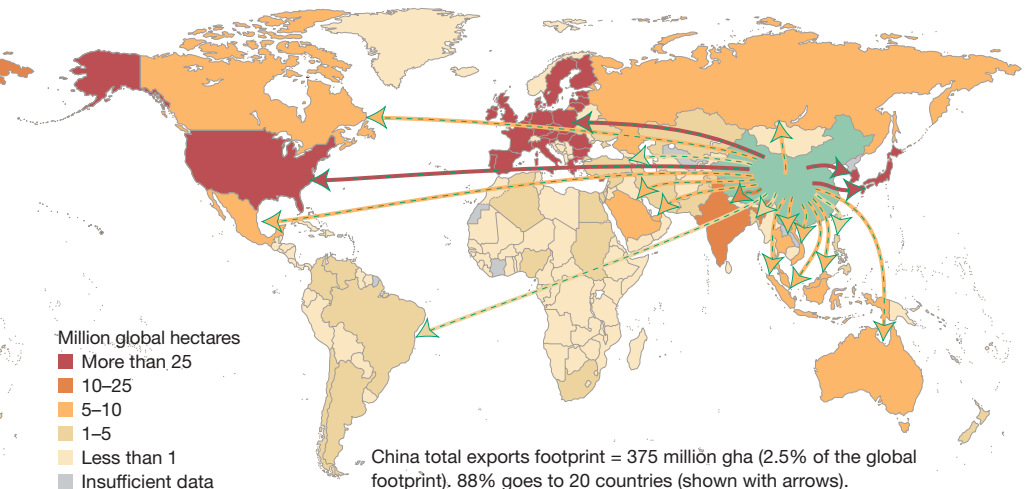 Million global hectares
More than 25
10–25
5–10
1–5
Less than 1
Insufficient data
China total exports footprint = 375 million gha (2.5% of the global
footprint). 88% goes to 20 countries (shown with arrows).